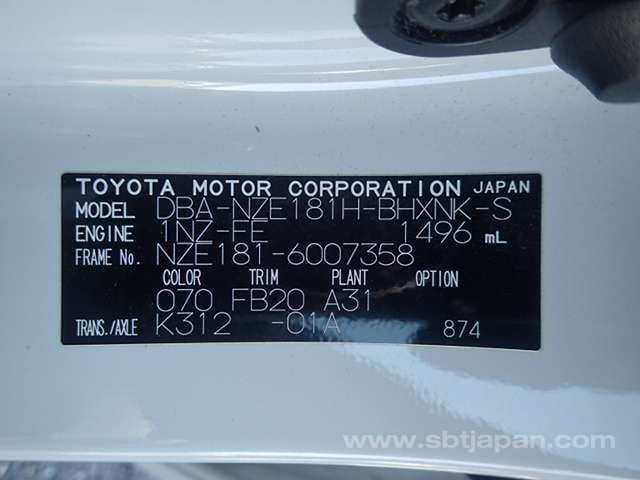 TOYOTA MOTOR CORPORATION JAPAN
MODEL DBA-NZE181H-BHXNK-S
ENGINE 1NZ-FE 1496 mL
FRAME No. NZE181-6007358
COLOR TRIM PLANT OPTION
070 FB20 A31
TRANS./AXLE K312 -01A 874
www.sbtjapan.com